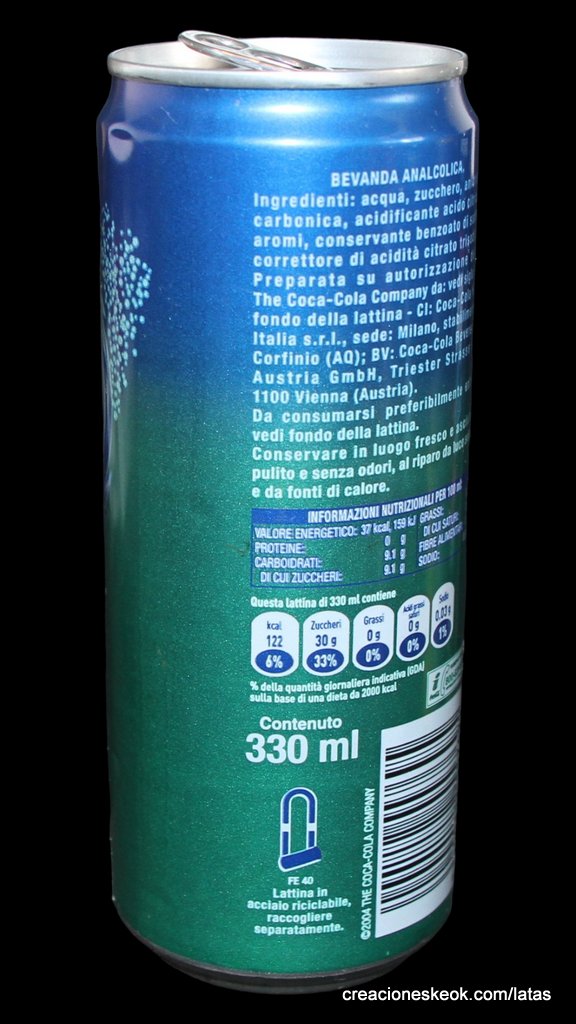 BEVANDA ANALCOLICA.
Ingredienti: acqua, zucchero,
carbonica, acidificante acido
aromi, conservante benzoato di
correttore di acidità citrato
Preparata su autorizzazione
The Coca-Cola Company da:
fondo della lattina - CI:
Italia s.r.l., sede: Milano,
Corfinio (AQ); BV: Coca-Cola
Austria GmbH, Triester
1100 Vienna (Austria).
Da consumarsi preferibilmente
vedi fondo della lattina.
Conservare in luogo fresco e
pulito e senza odori, al riparo da
e da fonti di calore.
INFORMAZIONI NUTRIZIONALI PER 100 ml
VALORE ENERGETICO: 37 kcal, 159 kJ
PROTEINE: 0 g
CARBOIDRATI: 9.1 g
DI CUI ZUCCHERI: 9.1 g
GRASSI:
DI CUI
FIBRE
SODIO:
Questa lattina di 330 ml contiene
kcal
122
6%
Zuccheri
30 g
33%
Grassi
0 g
0%
Acidi grassi
saturi
0 g
0%
Sodio
0.03 g
1%
% della quantità giornaliera indicativa (GDA)
sulla base di una dieta da 2000 kcal
Contenuto
330 ml
FE 40
Lattina in
acciaio riciclabile,
raccogliere
separatamente.
©2004 THE COCA-COLA COMPANY
creacioneskeok.com/latas